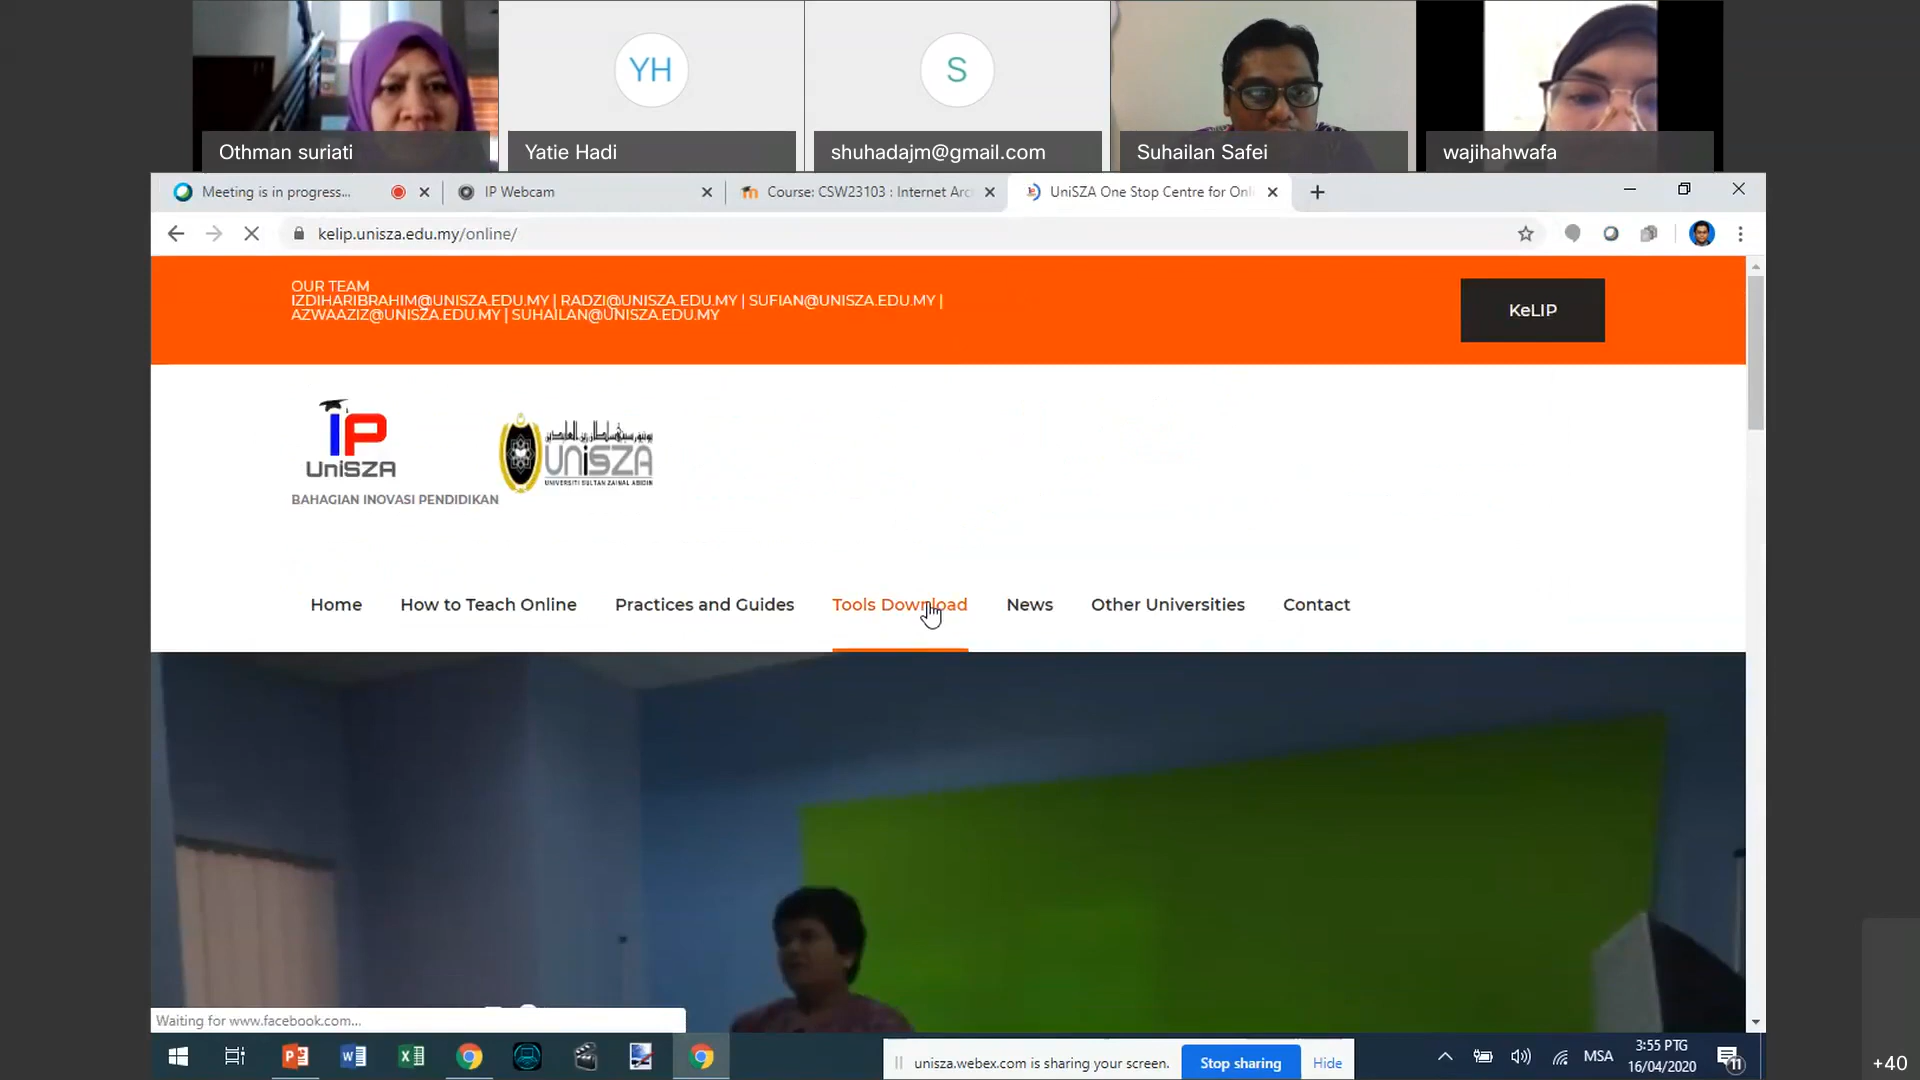 YH
S
Othman suriati
Yatie Hadi
shuhadajm@gmail.com
Suhailan Safei
wajihahwafa
Meeting is in progress...
IP Webcam
Course: CSW23103 : Internet Arc
UniSZA One Stop Centre for Onl
kelip.unisza.edu.my/online/
OUR TEAM
IZDIHARIBRAHIM@UNISZA.EDU.MY | RADZI@UNISZA.EDU.MY | SUFIAN@UNISZA.EDU.MY |
AZWAAZIZ@UNISZA.EDU.MY | SUHAILAN@UNISZA.EDU.MY
KeLIP
iP
UniSZA
BAHAGIAN INOVASI PENDIDIKAN
UNISZA
UNIVERSITI SULTAN ZAINAL ABIDIN
Home
How to Teach Online
Practices and Guides
Tools Download
News
Other Universities
Contact
Waiting for www.facebook.com...
unisza.webex.com is sharing your screen.
Stop sharing
Hide
MSA
3:55 PTG
16/04/2020
11
+40